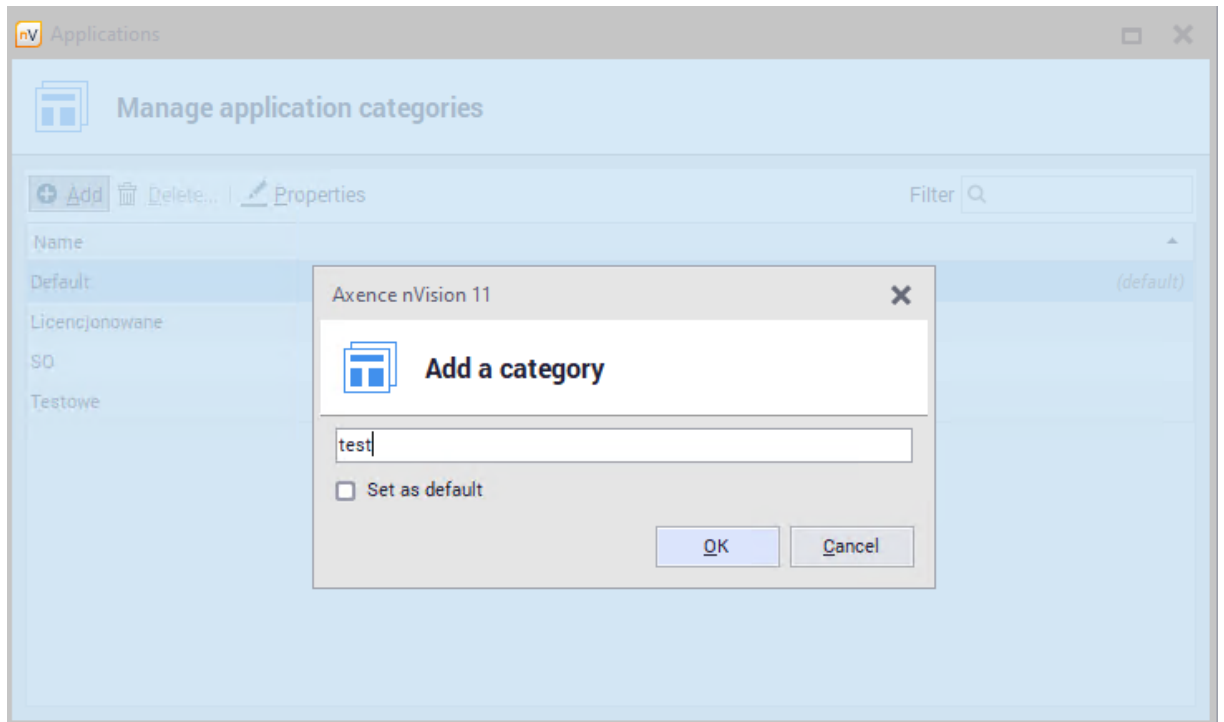 nV Applications
Manage application categories
Add Delete... Properties Filter
Name
Default (default)
Licencjonowane
SO
Testowe
Axence nVision 11
Add a category
test
Set as default
OK Cancel